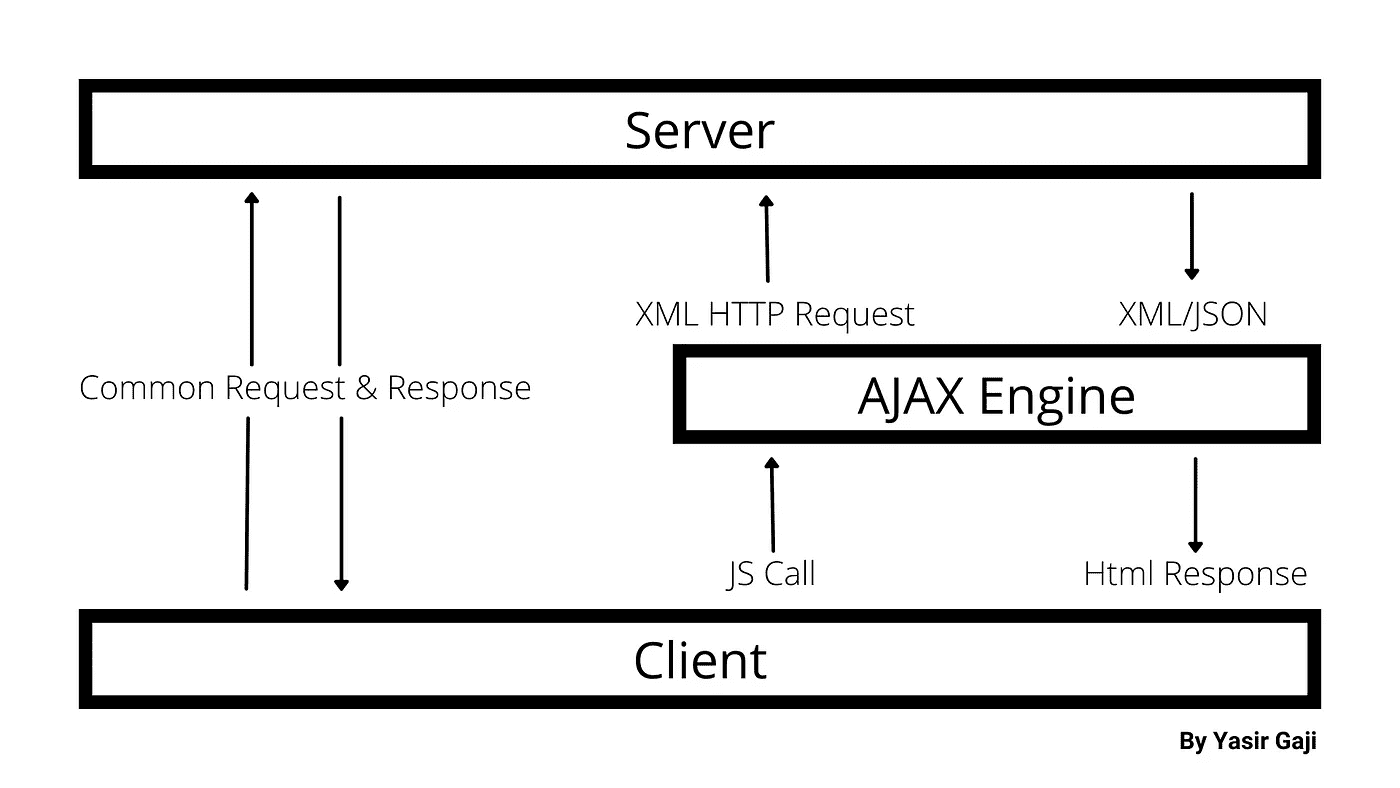 Server
XML HTTP Request
XML/JSON
Common Request & Response
AJAX Engine
JS Call
Html Response
Client
By Yasir Gaji